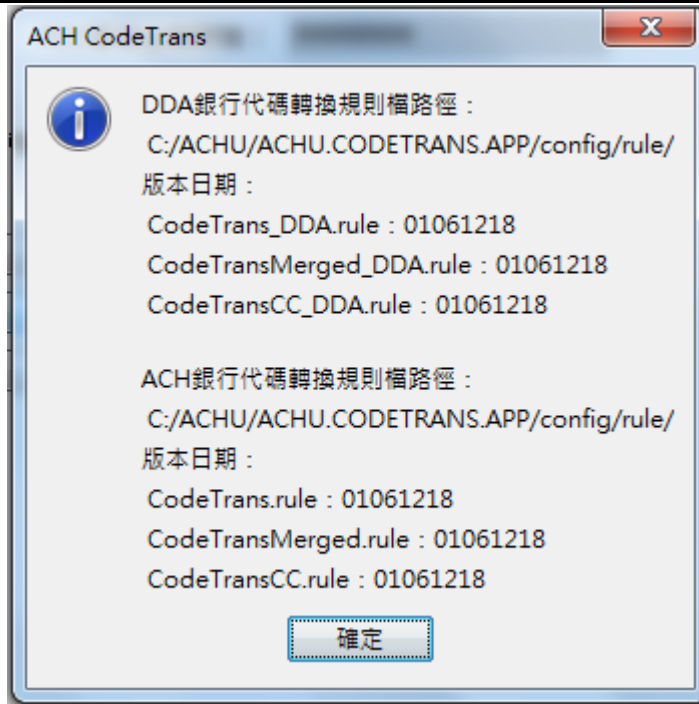 ACH CodeTrans
DDA銀行代碼轉換規則檔路徑：
C:/ACHU/ACHU.CODETRANS.APP/config/rule/
版本日期：
CodeTrans_DDA.rule：01061218
CodeTransMerged_DDA.rule：01061218
CodeTransCC_DDA.rule：01061218
ACH銀行代碼轉換規則檔路徑：
C:/ACHU/ACHU.CODETRANS.APP/config/rule/
版本日期：
CodeTrans.rule：01061218
CodeTransMerged.rule：01061218
CodeTransCC.rule：01061218
確定